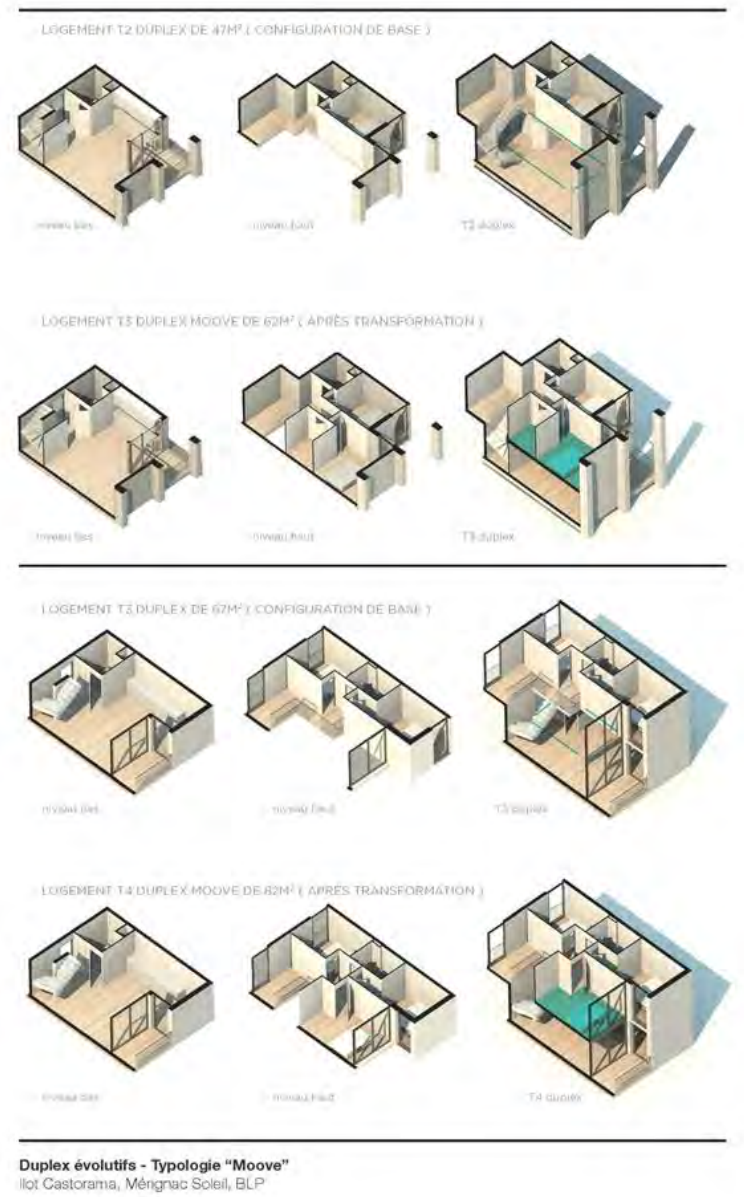 LOGEMENT T2 DUPLEX DE 47M² ( CONFIGURATION DE BASE )
niveau bas
niveau haut
T2 duplex
LOGEMENT T3 DUPLEX MOOVE DE 62M² ( APRÈS TRANSFORMATION )
niveau bas
niveau haut
T3 duplex
LOGEMENT T3 DUPLEX DE 67M² ( CONFIGURATION DE BASE )
niveau bas
niveau haut
T3 duplex
LOGEMENT T4 DUPLEX MOOVE DE 82M² ( APRÈS TRANSFORMATION )
niveau bas
niveau haut
T4 duplex
Duplex évolutifs - Typologie “Moove”
Ilot Castorama, Mérignac Soleil, BLP